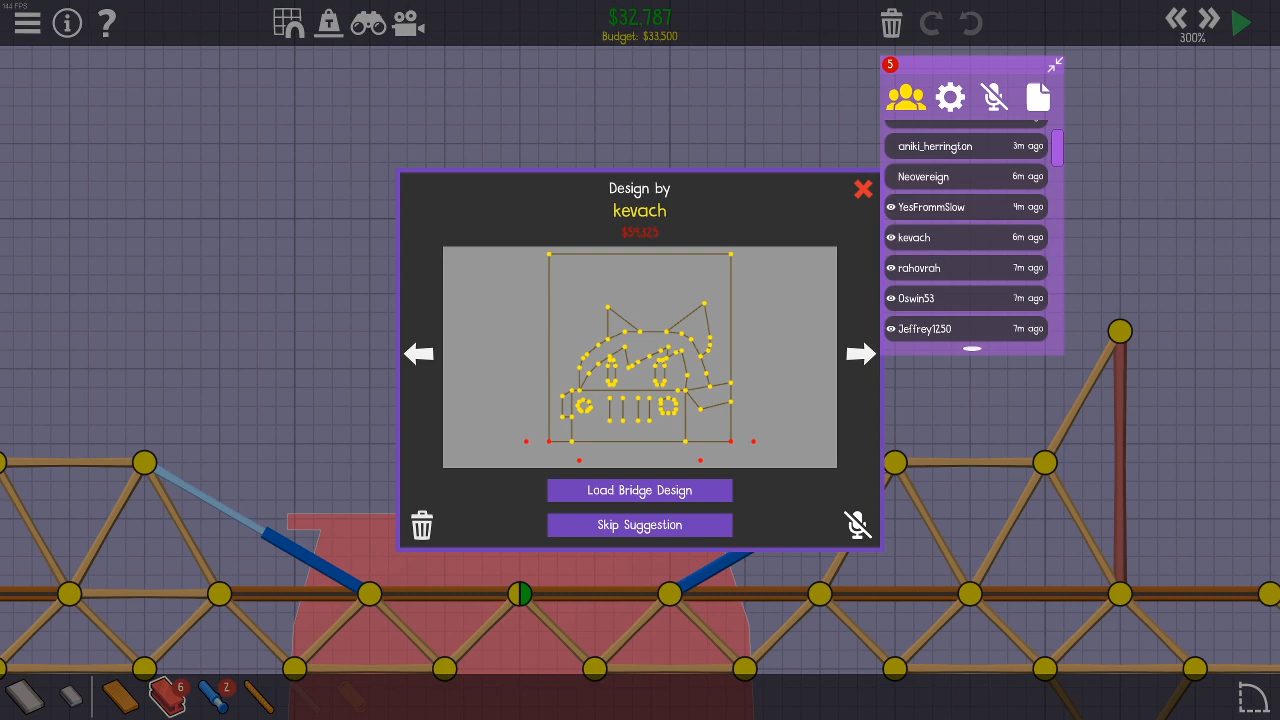 144 FPS
$32,787
Budget: $33,500
300%
5
aniki_herrington 3m ago
Neovereign 6m ago
YesFrommSlow 4m ago
kevach 6m ago
rahovrah 7m ago
Oswin53 7m ago
Jeffrey1250 7m ago
Design by
kevach
$59,325
Load Bridge Design
Skip Suggestion
6
2